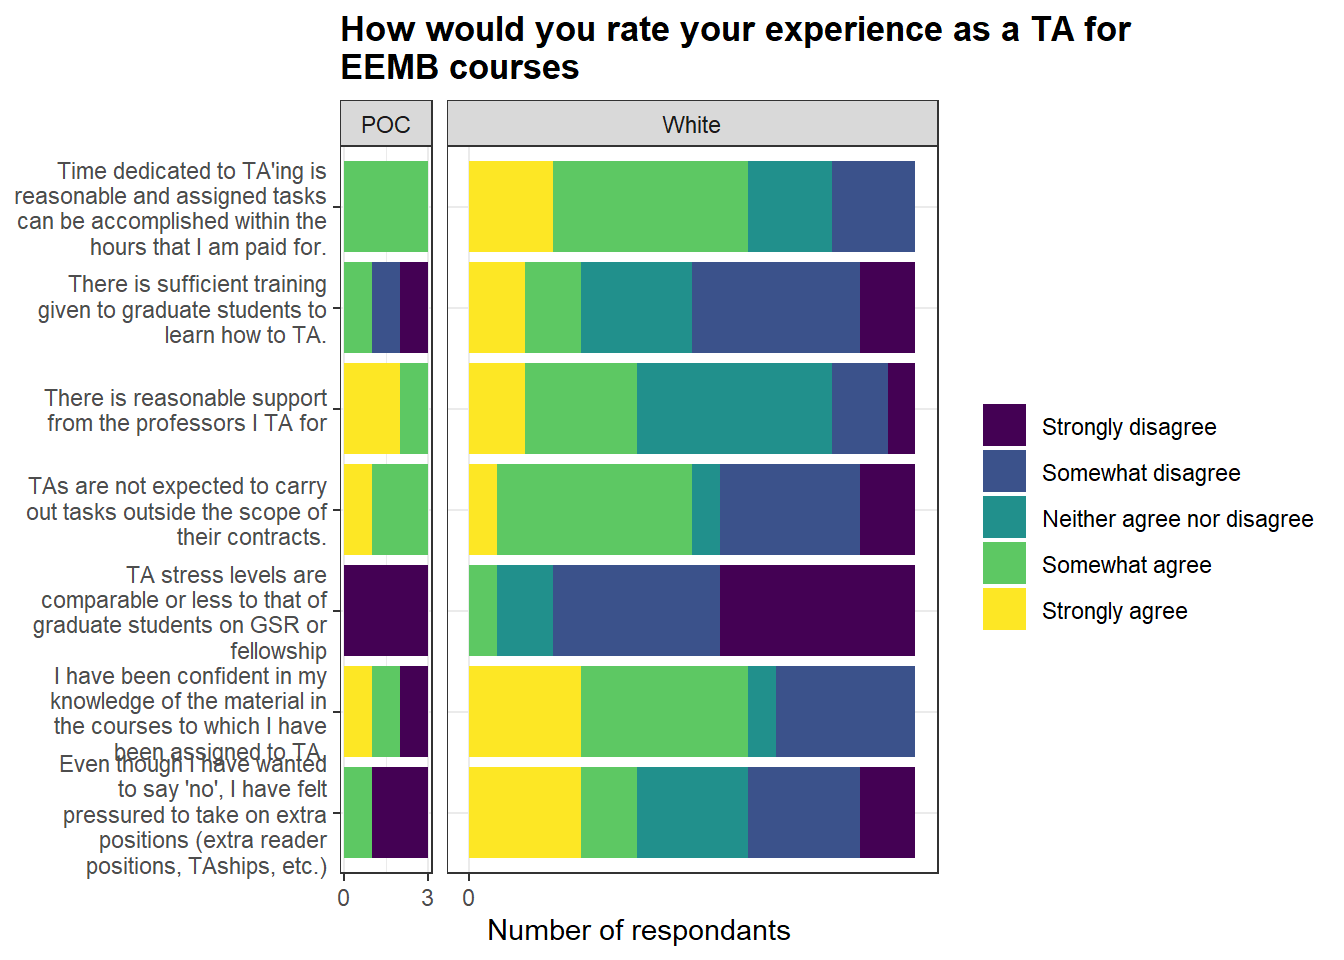 How would you rate your experience as a TA for
EEMB courses
POC
White
Time dedicated to TA'ing is
reasonable and assigned tasks
can be accomplished within the
hours that I am paid for.
There is sufficient training
given to graduate students to
learn how to TA.
There is reasonable support
from the professors I TA for
TAs are not expected to carry
out tasks outside the scope of
their contracts.
TA stress levels are
comparable or less to that of
graduate students on GSR or
fellowship
I have been confident in my
knowledge of the material in
the courses to which I have
been assigned to TA.
Even though I have wanted
to say 'no', I have felt
pressured to take on extra
positions (extra reader
positions, TAships, etc.)
0 3 0
Number of respondants
Strongly disagree
Somewhat disagree
Neither agree nor disagree
Somewhat agree
Strongly agree